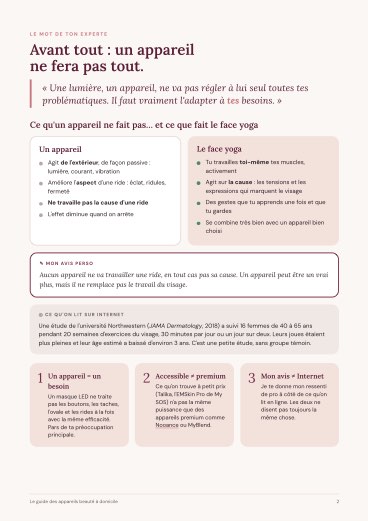 LE MOT DE TON EXPERTE
Avant tout : un appareil
ne fera pas tout.
« Une lumière, un appareil, ne va pas régler à lui seul toutes tes
problématiques. Il faut vraiment l'adapter à tes besoins. »
Ce qu'un appareil ne fait pas… et ce que fait le face yoga
Un appareil
Agit de l'extérieur, de façon passive :
lumière, courant, vibration
Améliore l'aspect d'une ride : éclat, ridules,
fermeté
Ne travaille pas la cause d'une ride
L'effet diminue quand on arrête
Le face yoga
Tu travailles toi-même tes muscles,
activement
Agit sur la cause : les tensions et les
expressions qui marquent le visage
Des gestes que tu apprends une fois et que
tu gardes
Se combine très bien avec un appareil bien
choisi
MON AVIS PERSO
Aucun appareil ne va travailler une ride, en tout cas pas sa cause. Un appareil peut être un vrai
plus, mais il ne remplace pas le travail du visage.
CE QU'ON LIT SUR INTERNET
Une étude de l'université Northwestern (JAMA Dermatology, 2018) a suivi 16 femmes de 40 à 65 ans
pendant 20 semaines d'exercices du visage, 30 minutes par jour ou un jour sur deux. Leurs joues étaient
plus pleines et leur âge estimé a baissé d'environ 3 ans. C'est une petite étude, sans groupe témoin.
1 Un appareil = un
besoin
Un masque LED ne traite
pas les boutons, les taches,
l'ovale et les rides à la fois
avec la même efficacité.
Pars de ta préoccupation
principale.
2 Accessible ≠ premium
Ce qu'on trouve à petit prix
(Talika, l'EMSkin Pro de My
SOS) n'a pas la même
puissance que des
appareils premium comme
Nooance ou MyBlend.
3 Mon avis ≠ Internet
Je te donne mon ressenti
de pro à côté de ce qu'on
lit en ligne. Les deux ne
disent pas toujours la
même chose.
Le guide des appareils beauté à domicile
2